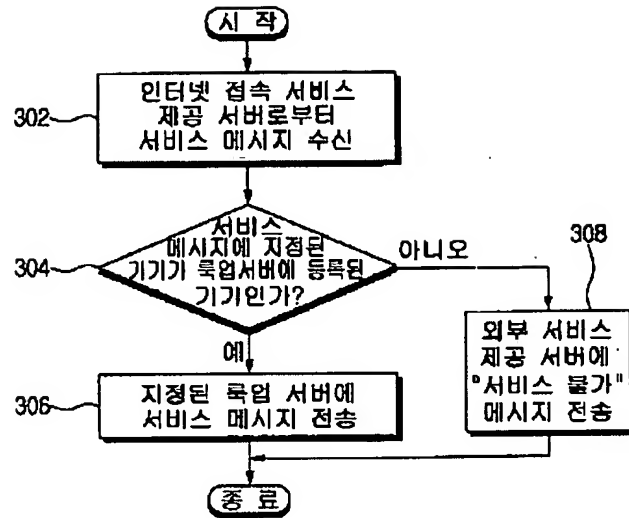 시 작
302
인터넷 접속 서비스
제공 서버로부터
서비스 메시지 수신
304
서비스
메시지에 지정된
기기가 룩업서버에 등록된
기기인가?
아니오
예
308
외부 서비스
제공 서버에
"서비스 불가"
메시지 전송
306
지정된 룩업 서버에
서비스 메시지 전송
종 료